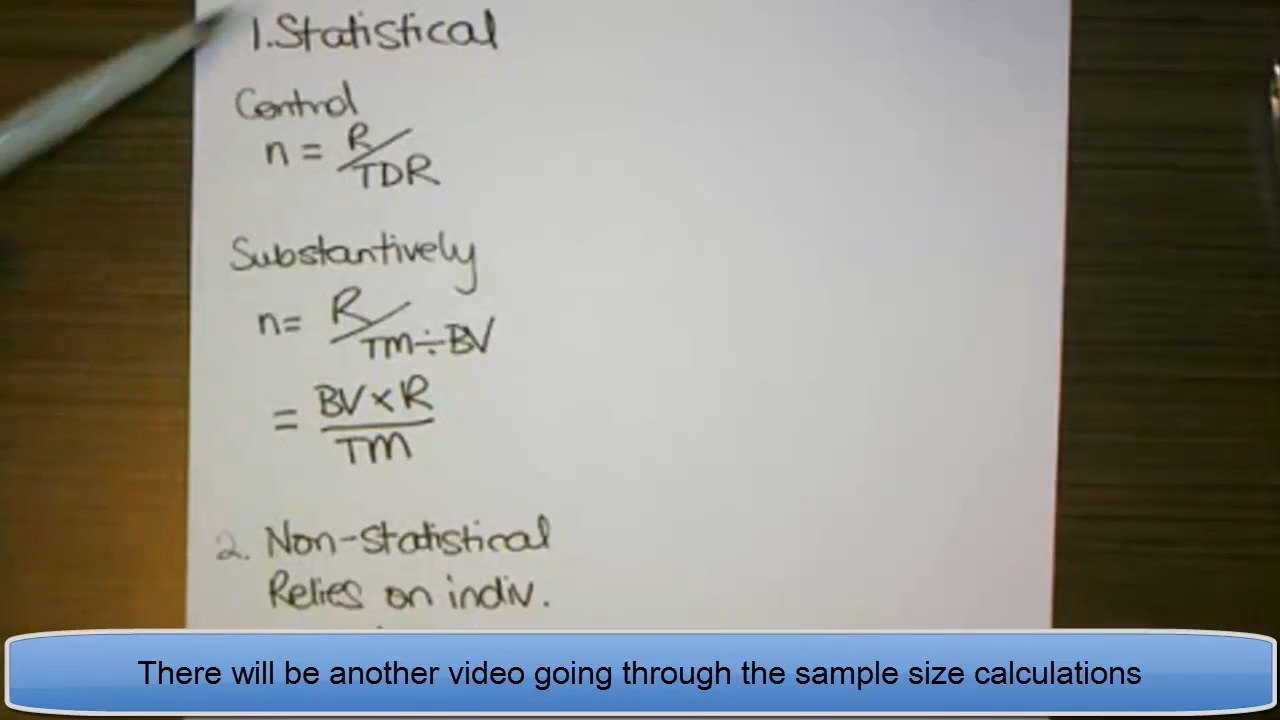 1. Statistical
Control
n = R/TDR
Substantively
n = R/TM÷BV
= BV × R/TM
2. Non-Statistical
Relies on indiv.
There will be another video going through the sample size calculations